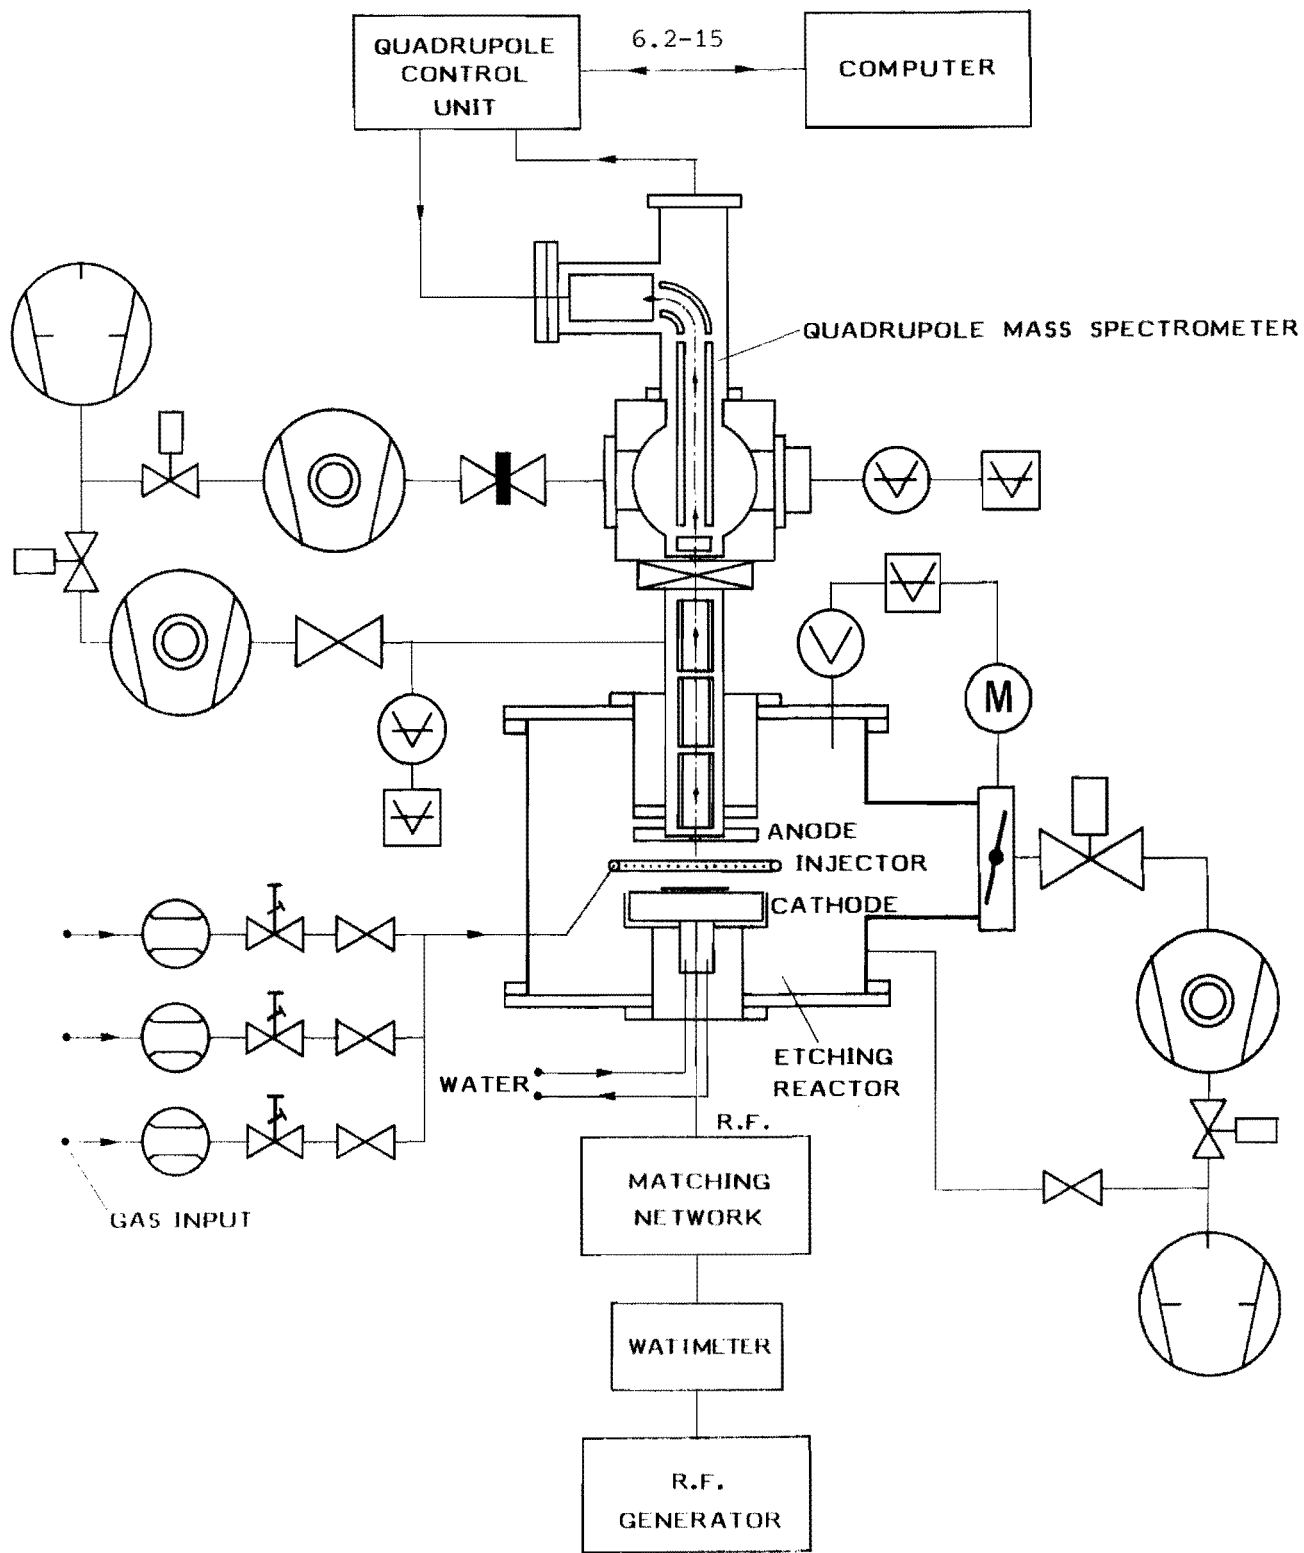 QUADRUPOLE
CONTROL
UNIT
6.2-15
COMPUTER
QUADRUPOLE MASS SPECTROMETER
M
ANODE
INJECTOR
CATHODE
ETCHING
REACTOR
WATER
R.F.
GAS INPUT
MATCHING
NETWORK
WATIMETER
R.F.
GENERATOR